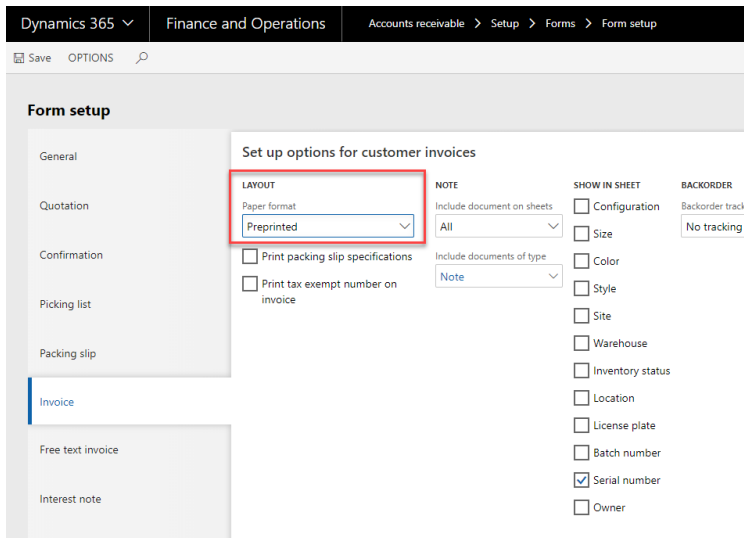 Dynamics 365 Finance and Operations Accounts receivable > Setup > Forms > Form setup
Save OPTIONS
Form setup
General
Quotation
Confirmation
Picking list
Packing slip
Invoice
Free text invoice
Interest note
Set up options for customer invoices
LAYOUT
Paper format
Preprinted
Print packing slip specifications
Print tax exempt number on
invoice
NOTE
Include document on sheets
All
Include documents of type
Note
SHOW IN SHEET
Configuration
Size
Color
Style
Site
Warehouse
Inventory status
Location
License plate
Batch number
Serial number
Owner
BACKORDER
Backorder track
No tracking